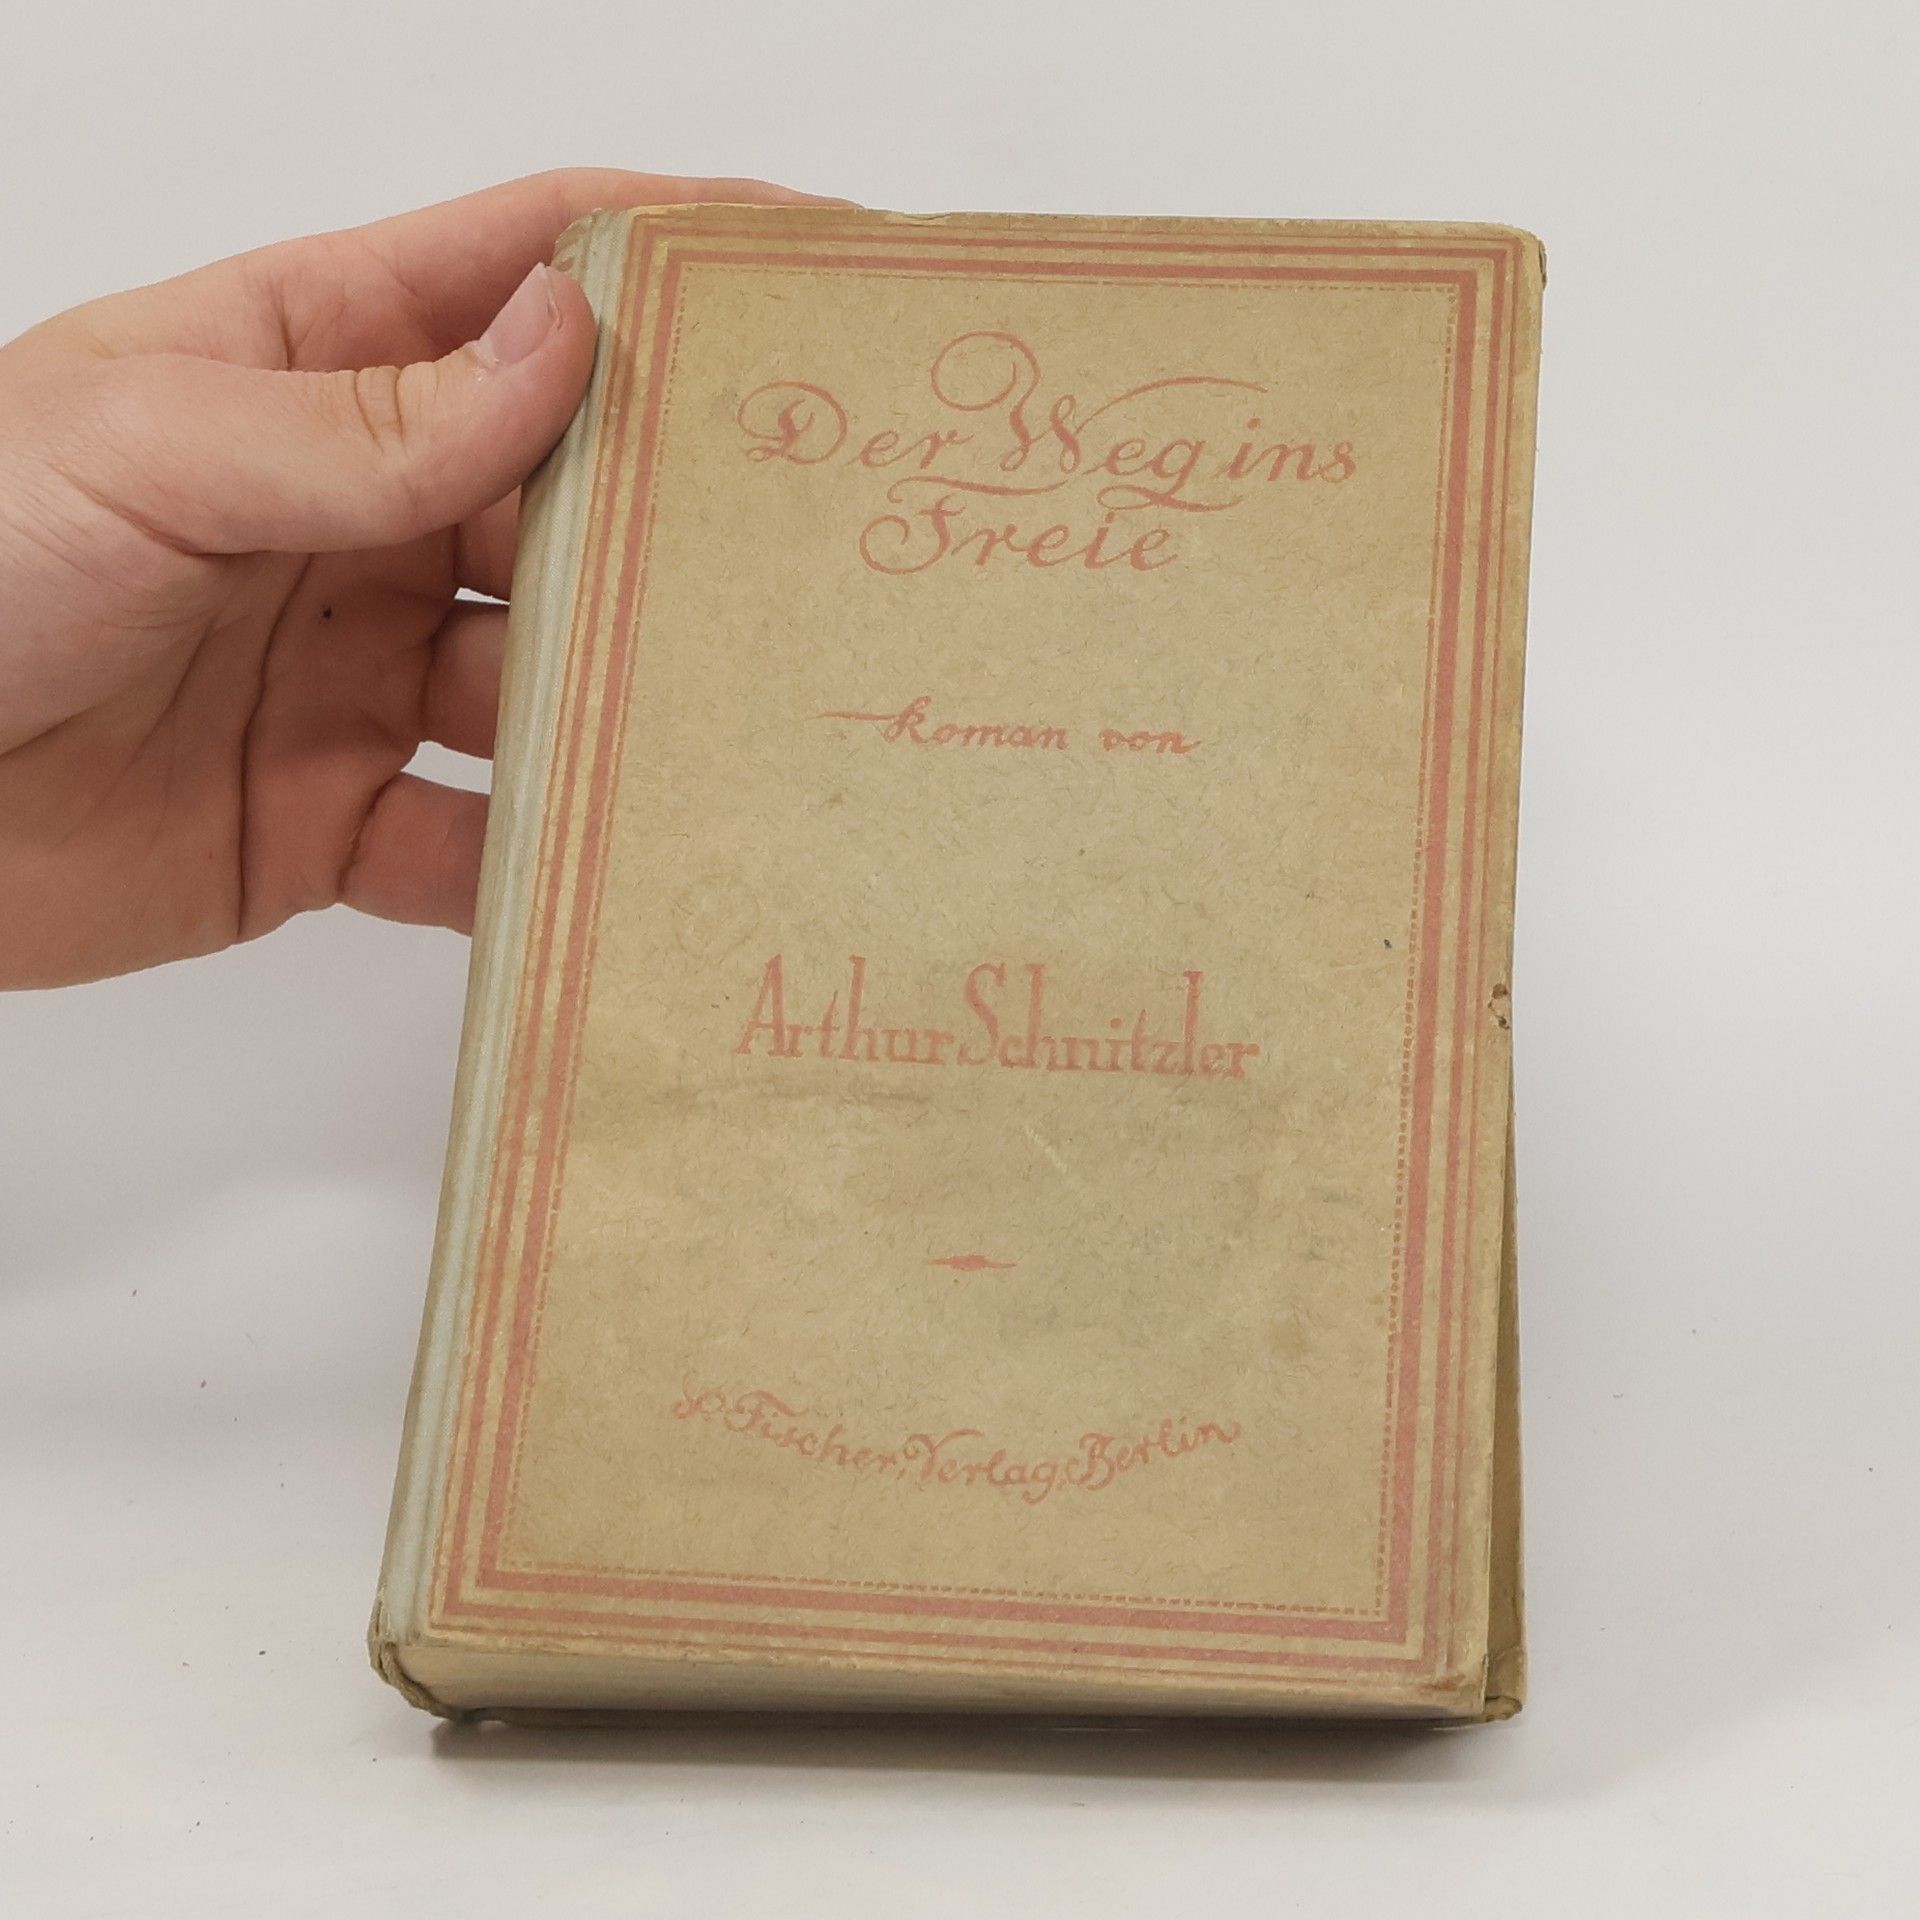 Der Weg ins
Freie
Roman von
Arthur Schnitzler
S. Fischer, Verlag, Berlin